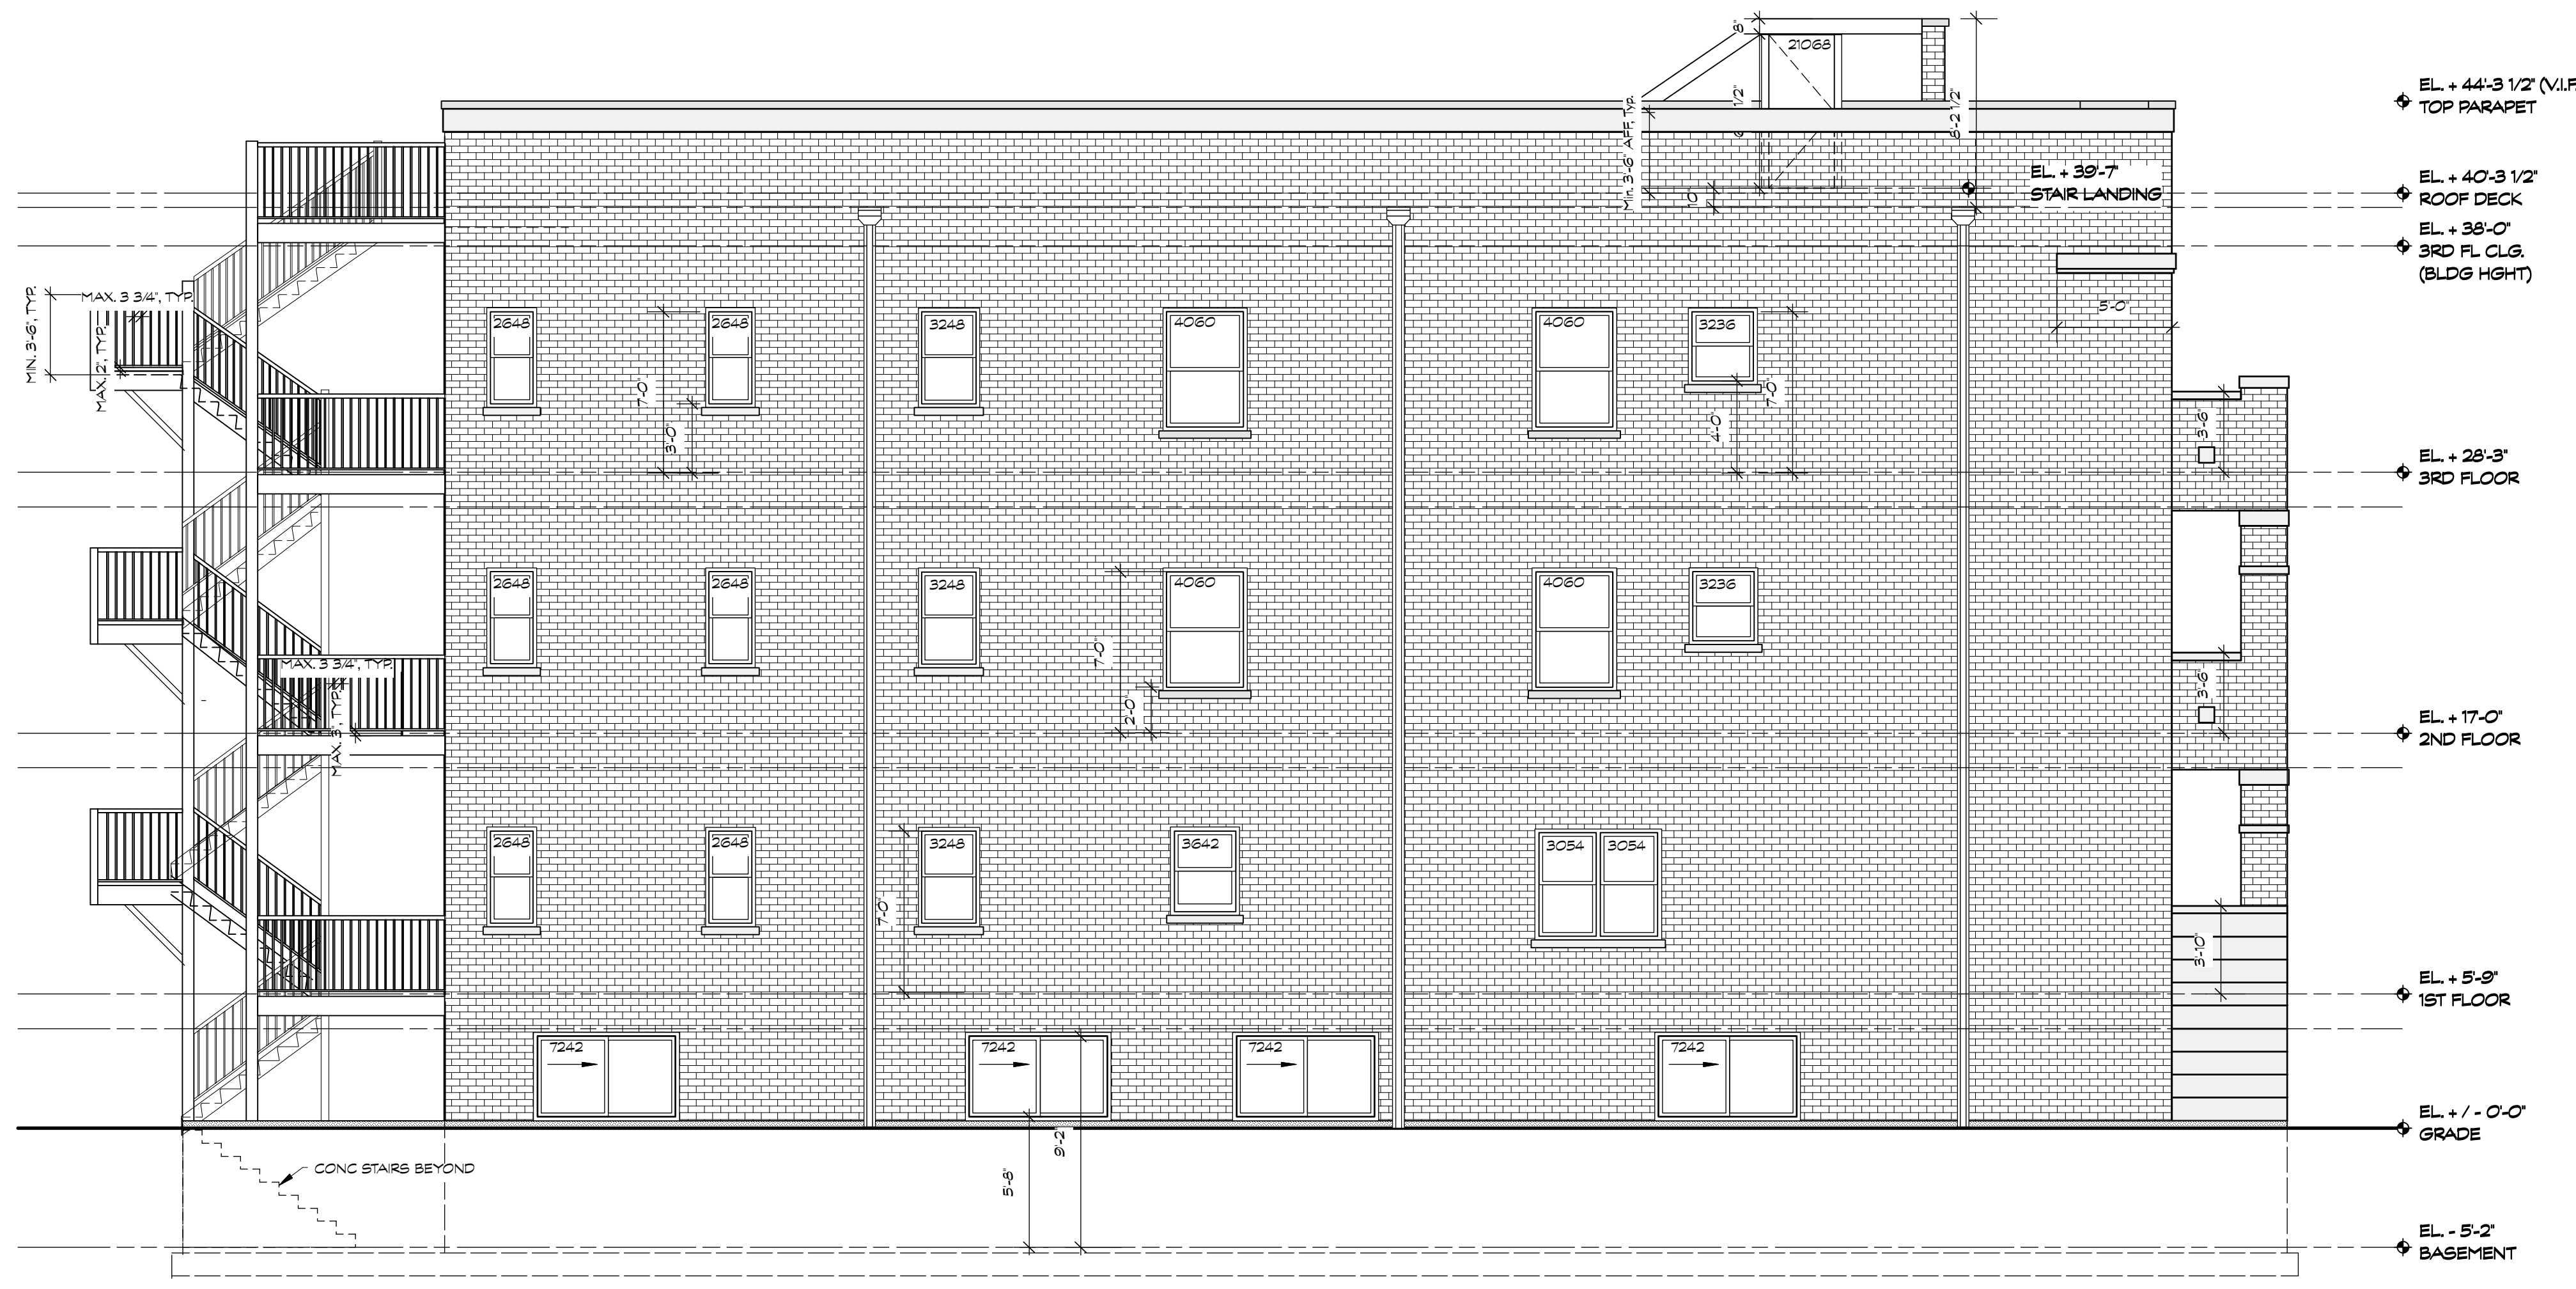 8"
21068
EL. + 44'-3 1/2" (V.I.F
TOP PARAPET
1/2"
8'-2 1/2"
Min. 3'-6" AFF, Typ.
10"
EL. + 39'-7"
STAIR LANDING
EL. + 40'-3 1/2"
ROOF DECK
EL. + 38'-0"
3RD FL CLG.
(BLDG HGHT)
MIN. 3'-6", TYP.
MAX. 3 3/4", TYP.
MAX. 2", TYP.
5'-0"
2648
2648
3248
4060
4060
3236
7'-0"
3'-0"
4'-0"
7'-0"
3'-6"
EL. + 28'-3"
3RD FLOOR
2648
2648
3248
4060
4060
3236
MAX. 3 3/4", TYP.
MAX. 3", TYP.
7'-0"
2'-0"
3'-6"
EL. + 17'-0"
2ND FLOOR
2648
2648
3248
3642
3054
3054
7'-0"
3'-10"
EL. + 5'-9"
1ST FLOOR
7242
7242
7242
7242
EL. + / - 0'-0"
GRADE
9'-2"
CONC STAIRS BEYOND
5'-8"
EL. - 5'-2"
BASEMENT